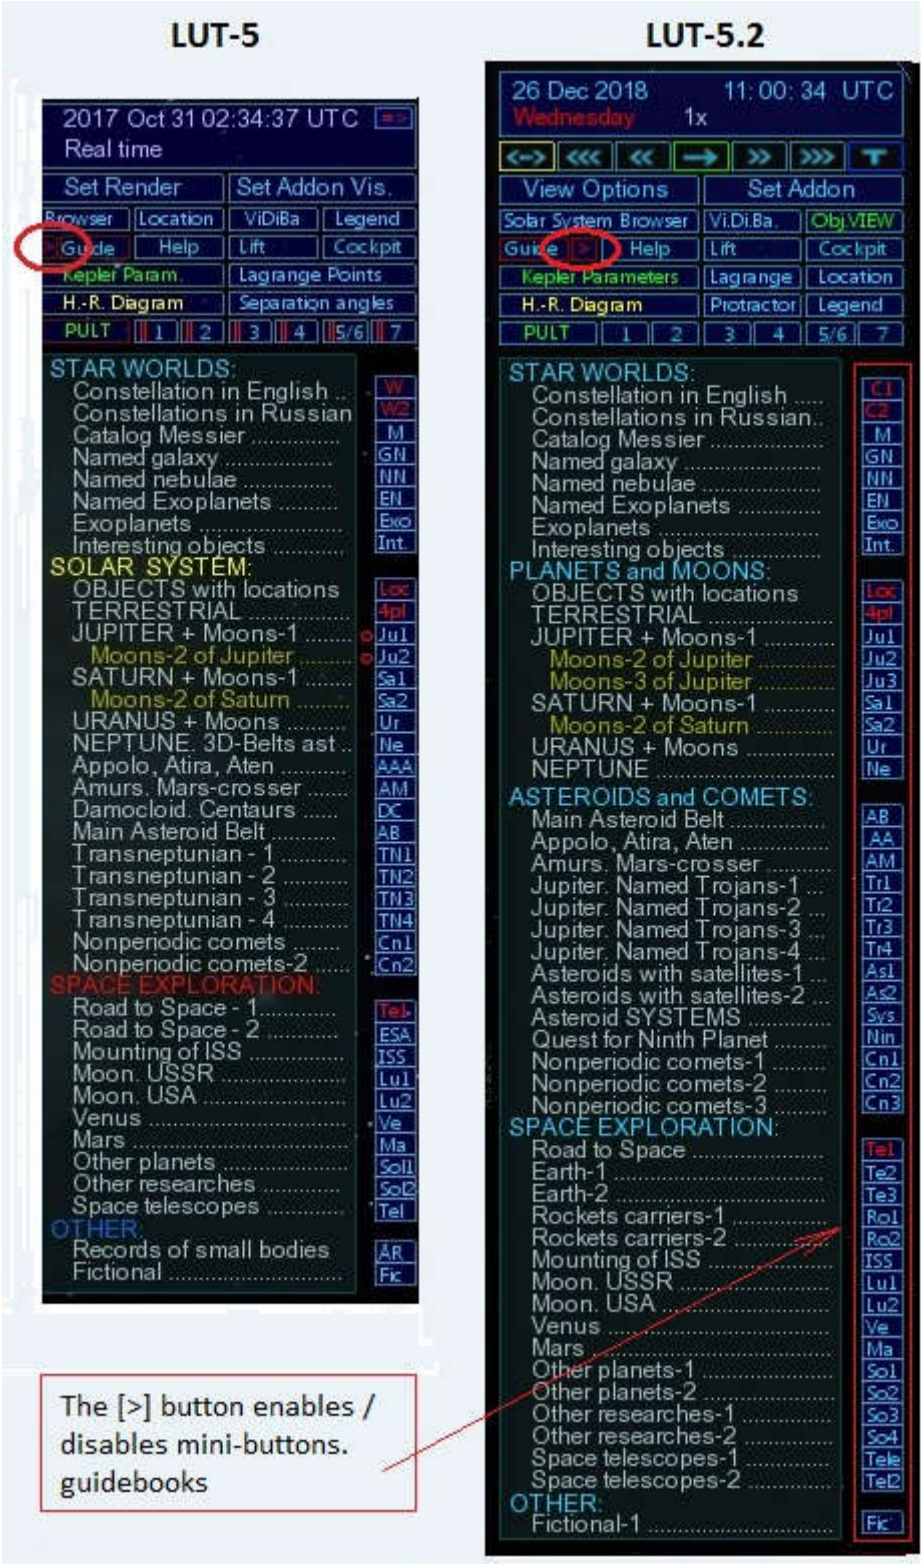 LUT-5
2017 Oct 31 02:34:37 UTC =>
Real time
Set Render Set Addon Vis.
Browser Location ViDiBa Legend
> Guide Help Lift Cockpit
Kepler Param. Lagrange Points
H.-R. Diagram Separation angles
PULT 1 2 3 4 5/6 7
STAR WORLDS:
Constellation in English .. W
Constellations in Russian W2
Catalog Messier ................. M
Named galaxy ................. GN
Named nebulae ................. NN
Named Exoplanets ............ EN
Exoplanets ...................... Exo
Interesting objects ............ Int.
SOLAR SYSTEM:
OBJECTS with locations Loc
TERRESTRIAL ................. 4pl
JUPITER + Moons-1 ........ o Ju1
Moons-2 of Jupiter ......... o Ju2
SATURN + Moons-1 ........ Sa1
Moons-2 of Saturn ......... Sa2
URANUS + Moons ........... Ur
NEPTUNE. 3D-Belts ast .. Ne
Appolo, Atira, Aten ........... AAA
Amurs. Mars-crosser ....... AM
Damocloid. Centaurs ....... DC
Main Asteroid Belt ........... AB
Transneptunian - 1 ........... TN1
Transneptunian - 2 ........... TN2
Transneptunian - 3 ........... TN3
Transneptunian - 4 ........... TN4
Nonperiodic comets ........ Cn1
Nonperiodic comets-2 ...... Cn2
SPACE EXPLORATION:
Road to Space - 1............ Te1
Road to Space - 2 ............ ESA
Mounting of ISS ............... ISS
Moon. USSR ................... Lu1
Moon. USA ..................... Lu2
Venus ............................. Ve
Mars ............................... Ma
Other planets .................. Sol1
Other researches ............. Sol2
Space telescopes ............ Tel
OTHER:
Records of small bodies AR
Fictional ......................... Fic
The [>] button enables /
disables mini-buttons.
guidebooks
LUT-5.2
26 Dec 2018 11:00:34 UTC
Wednesday 1x
<--> <<< << → >> >>> T
View Options Set Addon
Solar System Browser Vi.Di.Ba. Obj.VIEW
Guide > Help Lift Cockpit
Kepler Parameters Lagrange Location
H.-R. Diagram Protractor Legend
PULT 1 2 3 4 5/6 7
STAR WORLDS:
Constellation in English ..... C1
Constellations in Russian.. C2
Catalog Messier ................. M
Named galaxy ................... GN
Named nebulae ................. NN
Named Exoplanets ............ EN
Exoplanets ...................... Exo
Interesting objects ............ Int.
PLANETS and MOONS:
OBJECTS with locations Loc
TERRESTRIAL ................. 4pl
JUPITER + Moons-1 ........ Ju1
Moons-2 of Jupiter ............ Ju2
Moons-3 of Jupiter ............ Ju3
SATURN + Moons-1 ........ Sa1
Moons-2 of Saturn ............ Sa2
URANUS + Moons ........... Ur
NEPTUNE ........................ Ne
ASTEROIDS and COMETS:
Main Asteroid Belt ............ AB
Appolo, Atira, Aten ........... AA
Amurs. Mars-crosser ........ AM
Jupiter. Named Trojans-1 ... Tr1
Jupiter. Named Trojans-2 ... Tr2
Jupiter. Named Trojans-3 ... Tr3
Jupiter. Named Trojans-4 ... Tr4
Asteroids with satellites-1 ... As1
Asteroids with satellites-2 ... As2
Asteroid SYSTEMS .......... Sys
Quest for Ninth Planet ...... Nin
Nonperiodic comets-1 ...... Cn1
Nonperiodic comets-2 ...... Cn2
Nonperiodic comets-3 ...... Cn3
SPACE EXPLORATION:
Road to Space ................. Te1
Earth-1 ............................ Te2
Earth-2 ............................ Te3
Rockets carriers-1 ............ Ro1
Rockets carriers-2 ............ Ro2
Mounting of ISS ............... ISS
Moon. USSR ................... Lu1
Moon. USA ..................... Lu2
Venus ............................. Ve
Mars ............................... Ma
Other planets-1 ................ So1
Other planets-2 ................ So2
Other researches-1 ........... So3
Other researches-2 ........... So4
Space telescopes-1 .......... Tele
Space telescopes-2 .......... Tel2
OTHER:
Fictional-1 ....................... Fic